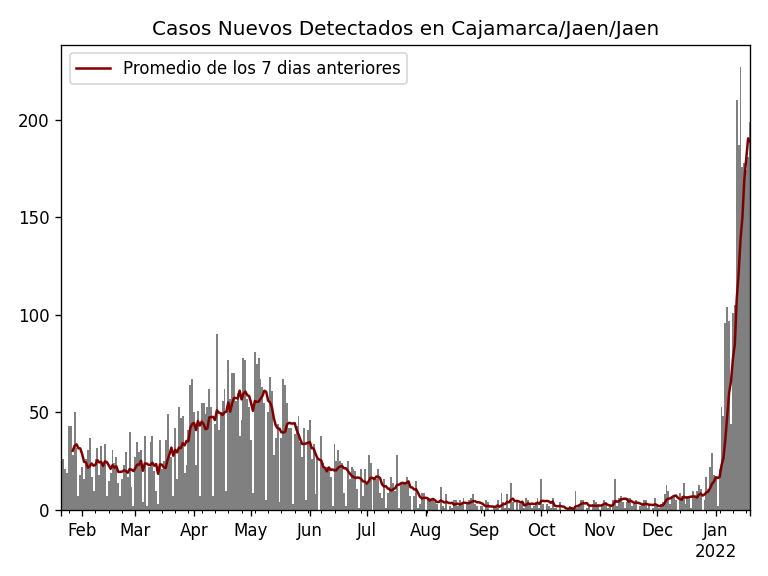 Casos Nuevos Detectados en Cajamarca/Jaen/Jaen
Promedio de los 7 dias anteriores
200
150
100
50
0
Feb Mar Apr May Jun Jul Aug Sep Oct Nov Dec Jan
2022